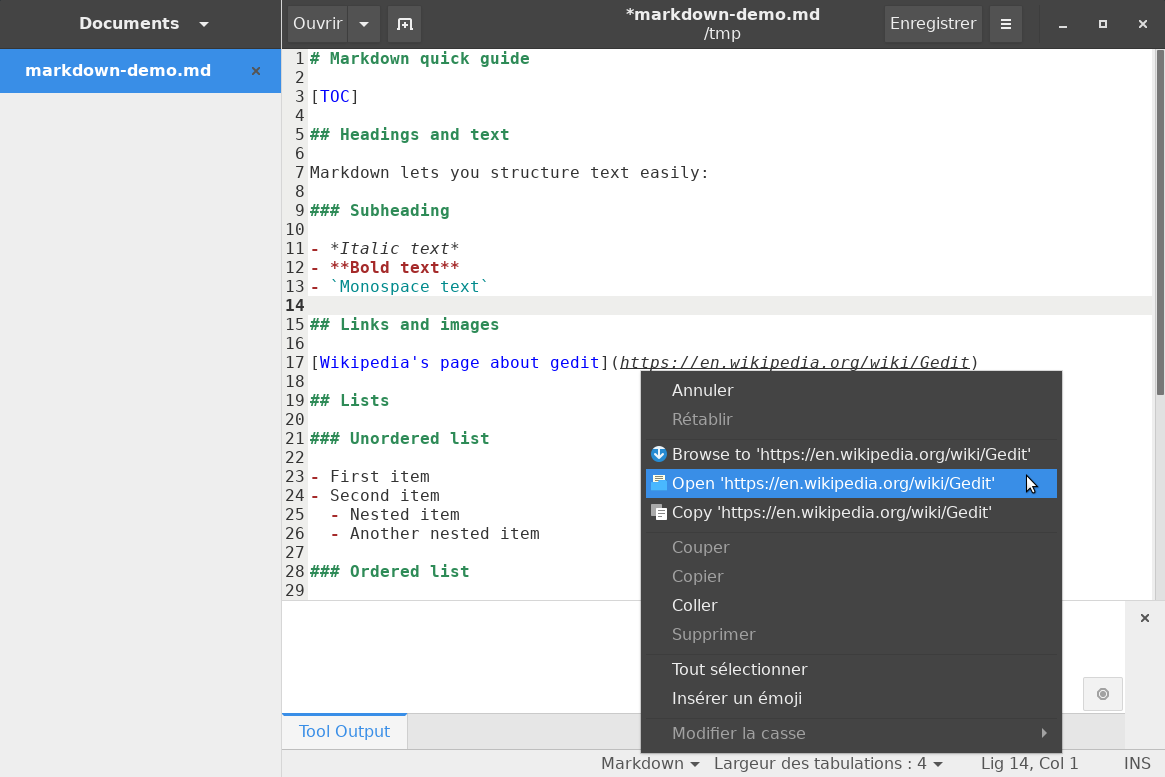 Documents
Ouvrir
*markdown-demo.md
/tmp
Enregistrer
markdown-demo.md
1 # Markdown quick guide
2
3 [TOC]
4
5 ## Headings and text
6
7 Markdown lets you structure text easily:
8
9 ### Subheading
10
11 - *Italic text*
12 - **Bold text**
13 - `Monospace text`
14
15 ## Links and images
16
17 [Wikipedia's page about gedit](https://en.wikipedia.org/wiki/Gedit)
18
19 ## Lists
20
21 ### Unordered list
22
23 - First item
24 - Second item
25   - Nested item
26   - Another nested item
27
28 ### Ordered list
29
Annuler
Rétablir
Browse to 'https://en.wikipedia.org/wiki/Gedit'
Open 'https://en.wikipedia.org/wiki/Gedit'
Copy 'https://en.wikipedia.org/wiki/Gedit'
Couper
Copier
Coller
Supprimer
Tout sélectionner
Insérer un émoji
Modifier la casse
Tool Output
Markdown
Largeur des tabulations : 4
Lig 14, Col 1
INS